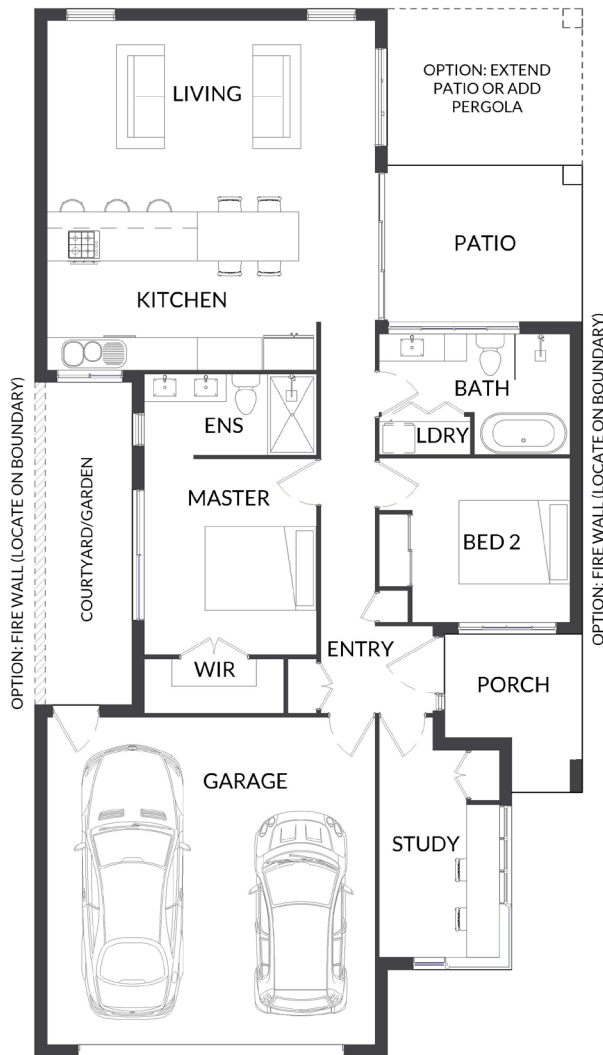 LIVING
OPTION: EXTEND
PATIO OR ADD
PERGOLA
PATIO
KITCHEN
BATH
ENS
LDRY
MASTER
BED 2
OPTION: FIRE WALL (LOCATE ON BOUNDARY)
COURTYARD/GARDEN
OPTION: FIRE WALL (LOCATE ON BOUNDARY)
ENTRY
WIR
PORCH
GARAGE
STUDY